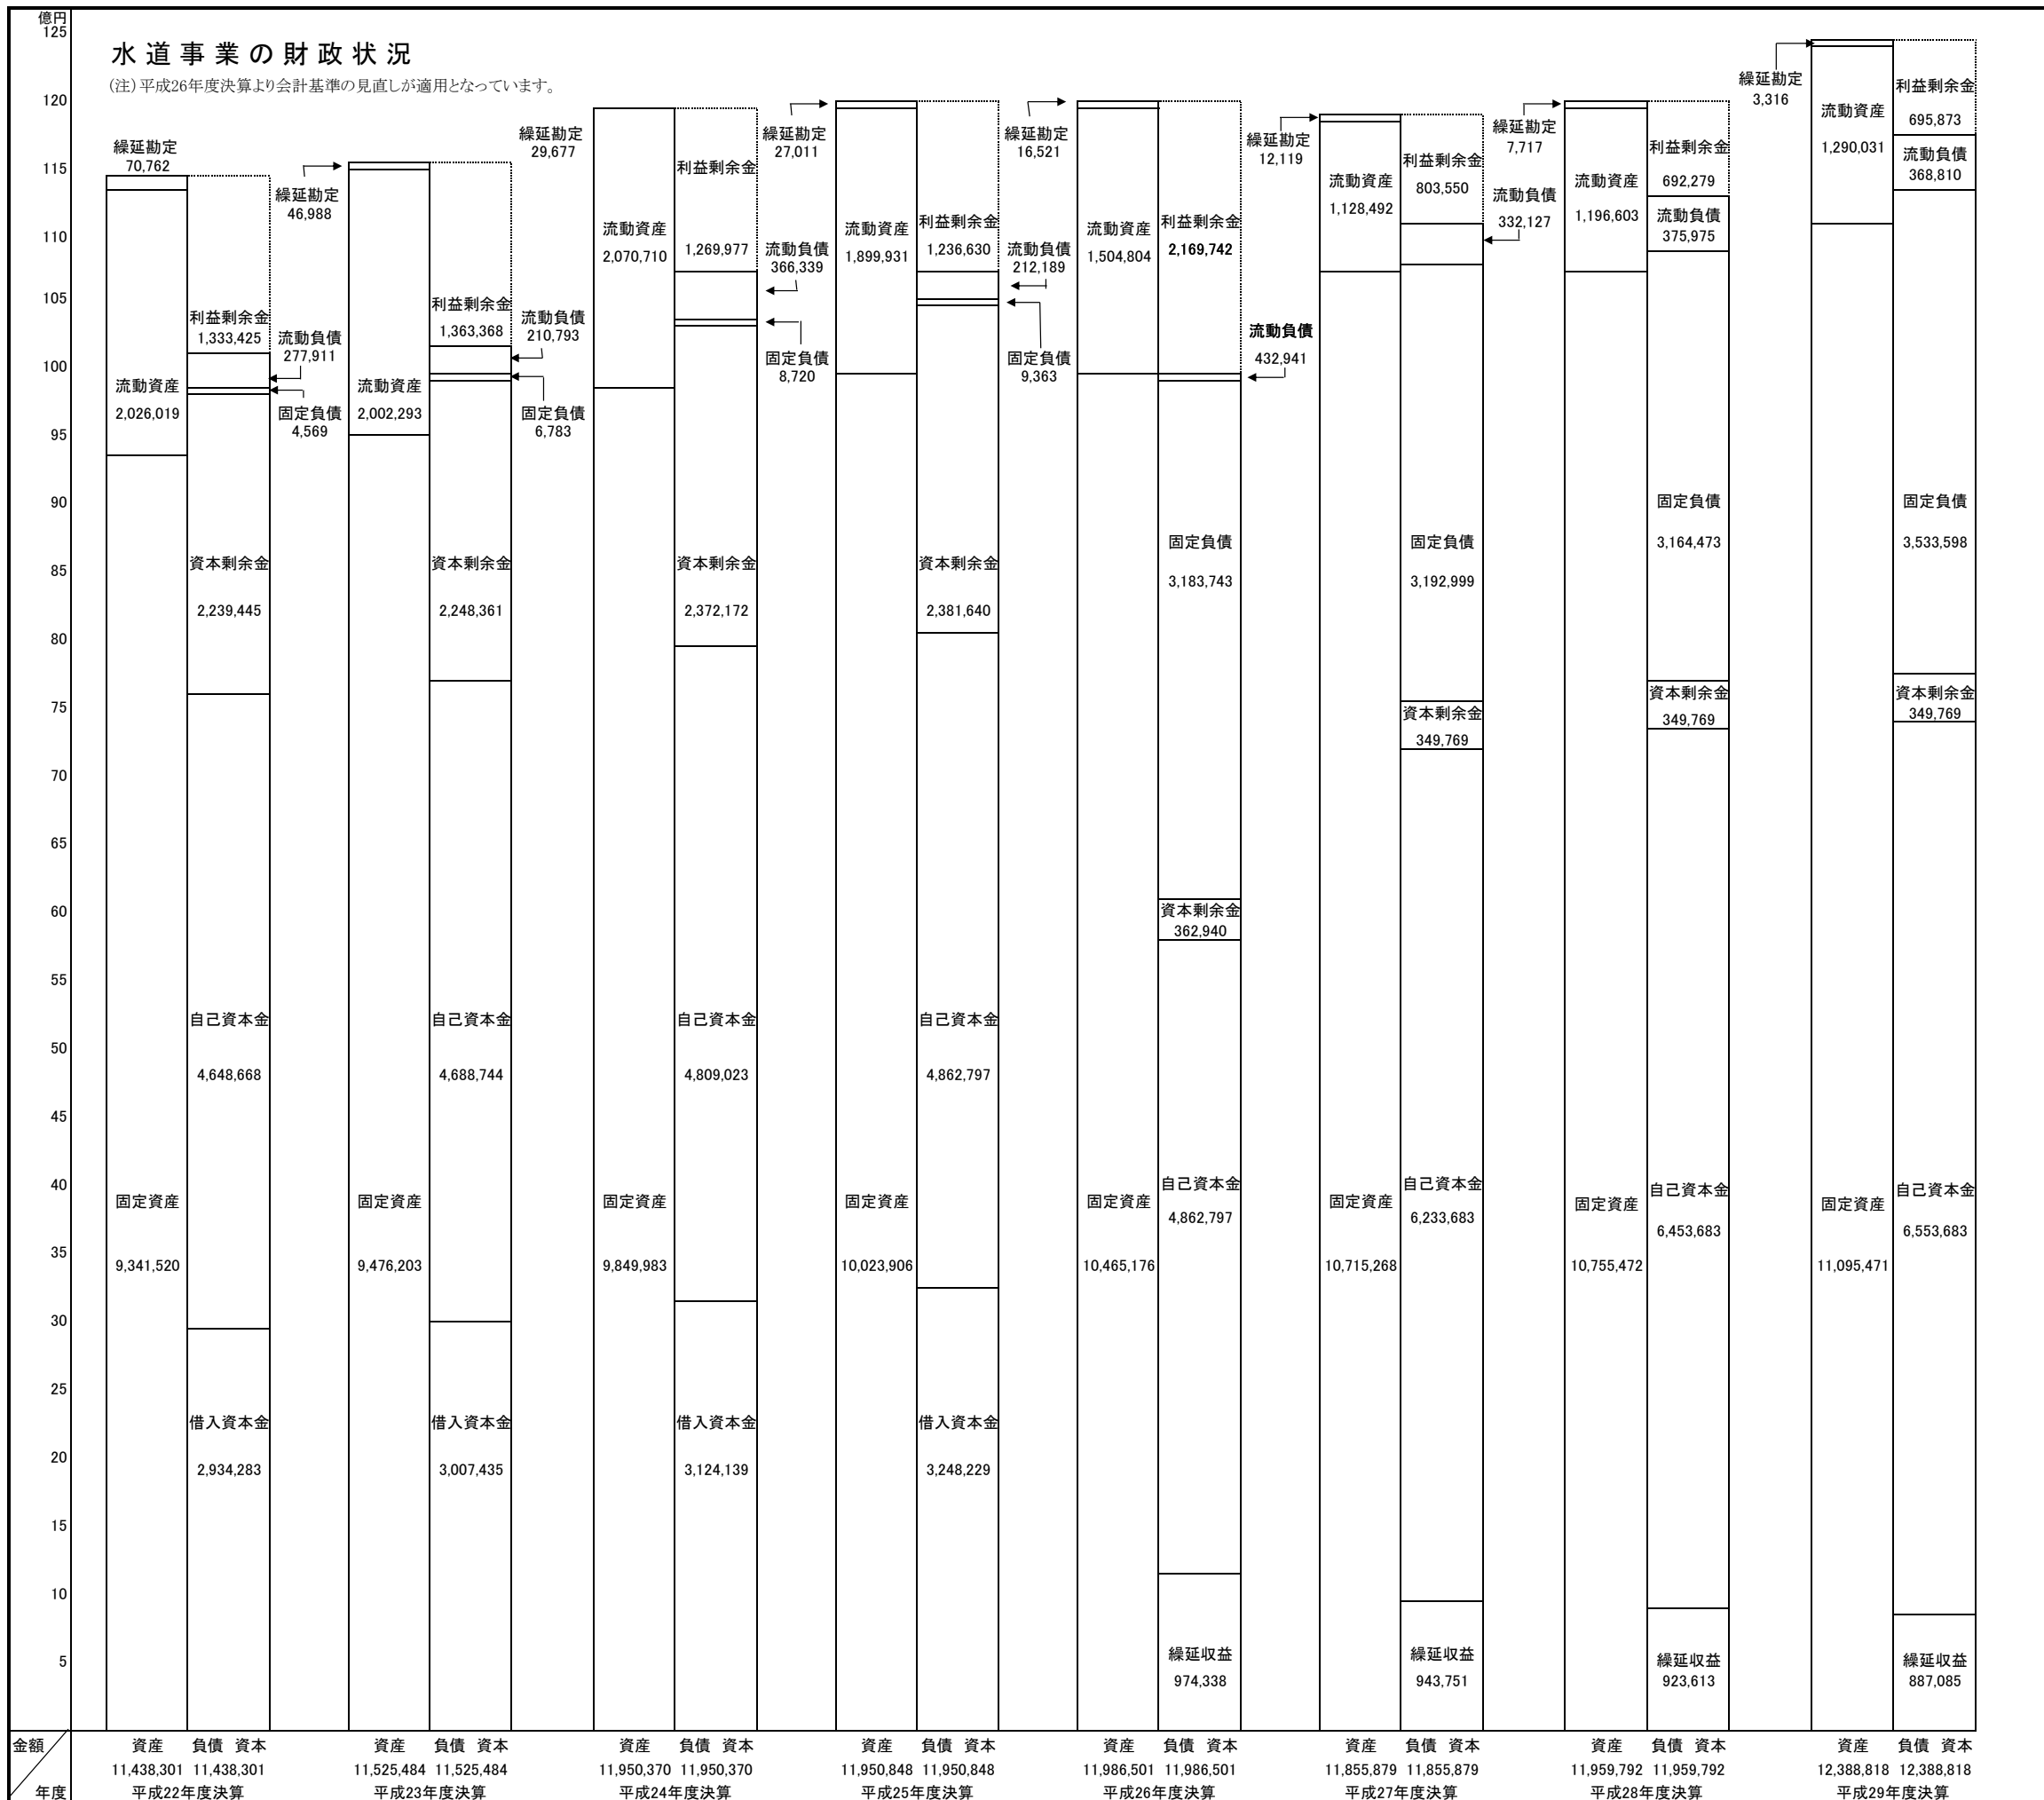 億円
水道事業の財政状況
(注)平成26年度決算より会計基準の見直しが適用となっています。
125
120
115
110
105
100
95
90
85
80
75
70
65
60
55
50
45
40
35
30
25
20
15
10
5
金額
年度
繰延勘定
70,762
流動資産
2,026,019
固定資産
9,341,520
利益剰余金
1,333,425
流動負債
277,911
固定負債
4,569
資本剰余金
2,239,445
自己資本金
4,648,668
借入資本金
2,934,283
資産 負債 資本
11,438,301 11,438,301
平成22年度決算
繰延勘定
46,988
流動資産
2,002,293
固定資産
9,476,203
利益剰余金
1,363,368
流動負債
210,793
固定負債
6,783
資本剰余金
2,248,361
自己資本金
4,688,744
借入資本金
3,007,435
資産 負債 資本
11,525,484 11,525,484
平成23年度決算
繰延勘定
29,677
流動資産
2,070,710
固定資産
9,849,983
利益剰余金
1,269,977
流動負債
366,339
固定負債
8,720
資本剰余金
2,372,172
自己資本金
4,809,023
借入資本金
3,124,139
資産 負債 資本
11,950,370 11,950,370
平成24年度決算
繰延勘定
27,011
流動資産
1,899,931
固定資産
10,023,906
利益剰余金
1,236,630
流動負債
212,189
固定負債
9,363
資本剰余金
2,381,640
自己資本金
4,862,797
借入資本金
3,248,229
資産 負債 資本
11,950,848 11,950,848
平成25年度決算
繰延勘定
16,521
流動資産
1,504,804
固定資産
10,465,176
利益剰余金
2,169,742
流動負債
432,941
固定負債
3,183,743
資本剰余金
362,940
自己資本金
4,862,797
繰延収益
974,338
資産 負債 資本
11,986,501 11,986,501
平成26年度決算
繰延勘定
12,119
流動資産
1,128,492
固定資産
10,715,268
利益剰余金
803,550
流動負債
332,127
固定負債
3,192,999
資本剰余金
349,769
自己資本金
6,233,683
繰延収益
943,751
資産 負債 資本
11,855,879 11,855,879
平成27年度決算
繰延勘定
7,717
流動資産
1,196,603
固定資産
10,755,472
利益剰余金
692,279
流動負債
375,975
固定負債
3,164,473
資本剰余金
349,769
自己資本金
6,453,683
繰延収益
923,613
資産 負債 資本
11,959,792 11,959,792
平成28年度決算
繰延勘定
3,316
流動資産
1,290,031
固定資産
11,095,471
利益剰余金
695,873
流動負債
368,810
固定負債
3,533,598
資本剰余金
349,769
自己資本金
6,553,683
繰延収益
887,085
資産 負債 資本
12,388,818 12,388,818
平成29年度決算